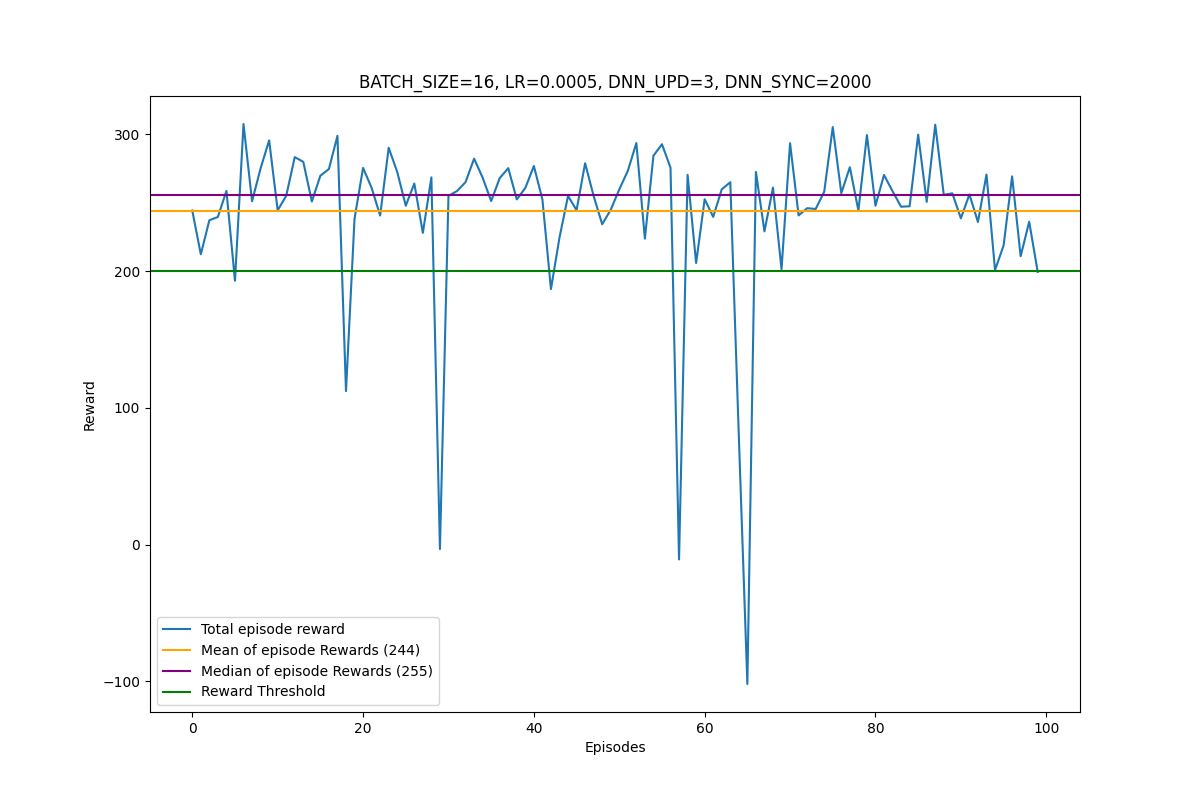 BATCH_SIZE=16, LR=0.0005, DNN_UPD=3, DNN_SYNC=2000
300
200
100
0
−100
Reward
Total episode reward
Mean of episode Rewards (244)
Median of episode Rewards (255)
Reward Threshold
0 20 40 60 80 100
Episodes